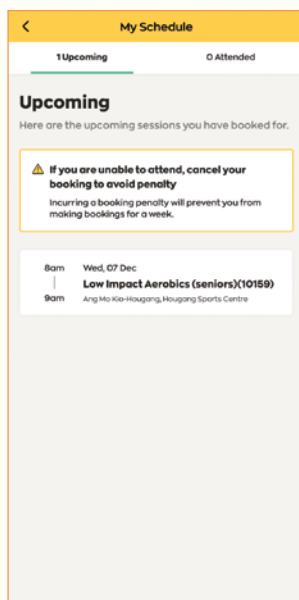 My Schedule
1 Upcoming 0 Attended
Upcoming
Here are the upcoming sessions you have booked for.
If you are unable to attend, cancel your
booking to avoid penalty
Incurring a booking penalty will prevent you from
making bookings for a week.
8am Wed, 07 Dec
Low Impact Aerobics (seniors)(10159)
9am Ang Mo Kio-Hougang, Hougang Sports Centre